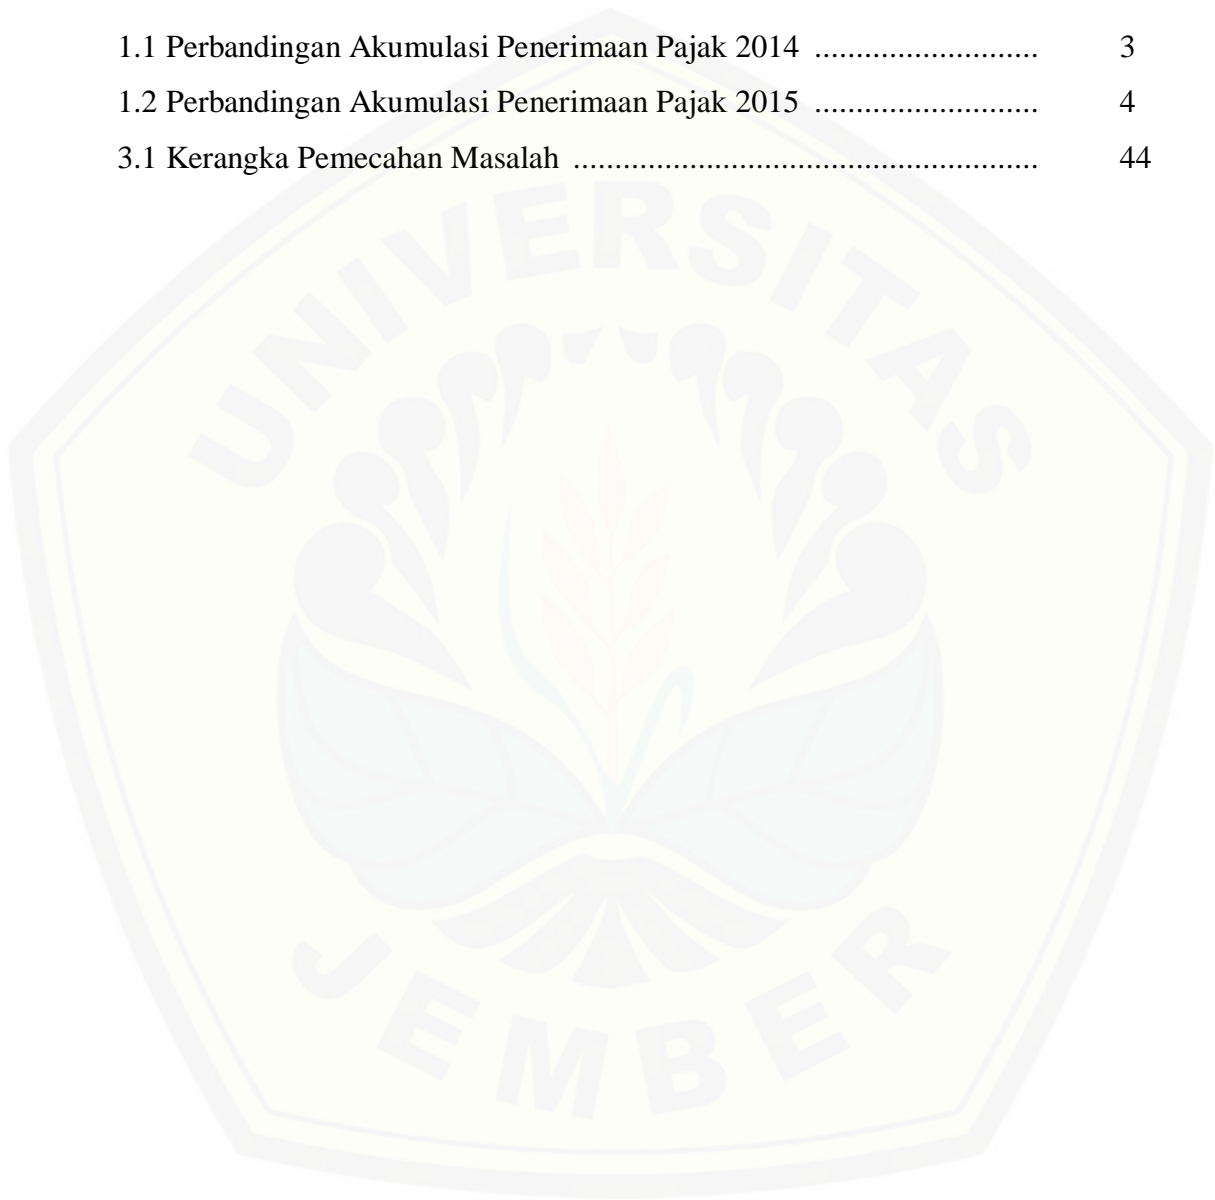 1.1 Perbandingan Akumulasi Penerimaan Pajak 2014 ........................... 3
1.2 Perbandingan Akumulasi Penerimaan Pajak 2015 ........................... 4
3.1 Kerangka Pemecahan Masalah ........................................................ 44
UNIVERSITAS
JEMBER